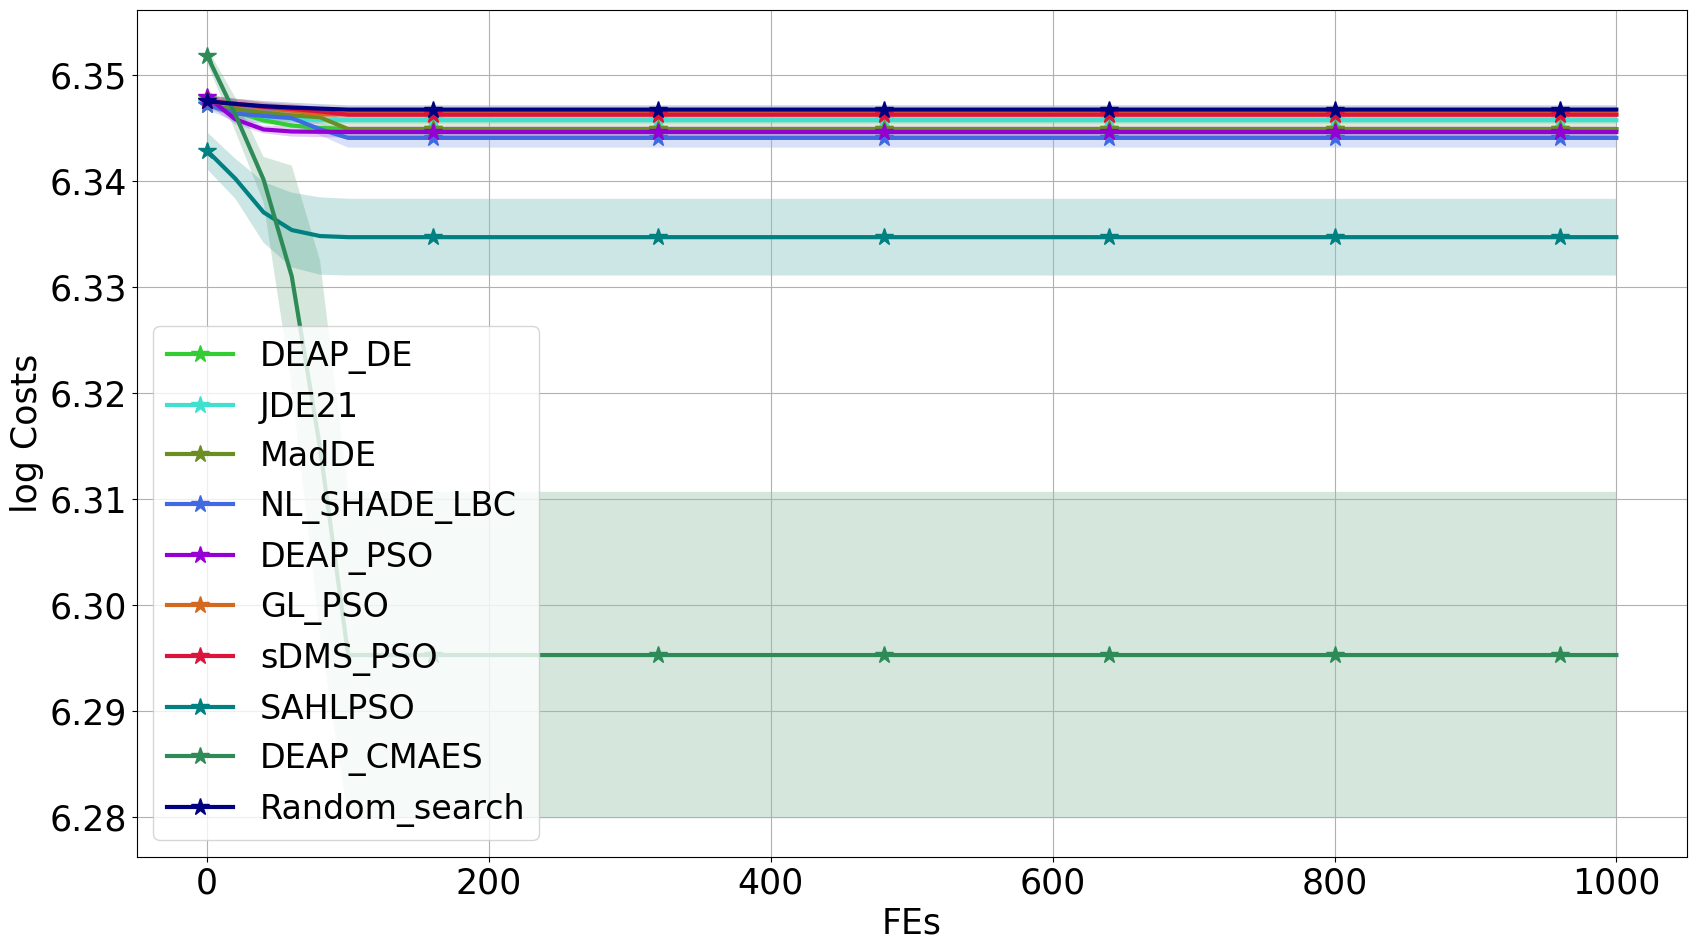 6.35
6.34
6.33
6.32
6.31
6.30
6.29
6.28
log Costs
DEAP_DE
JDE21
MadDE
NL_SHADE_LBC
DEAP_PSO
GL_PSO
sDMS_PSO
SAHLPSO
DEAP_CMAES
Random_search
0 200 400 600 800 1000
FEs